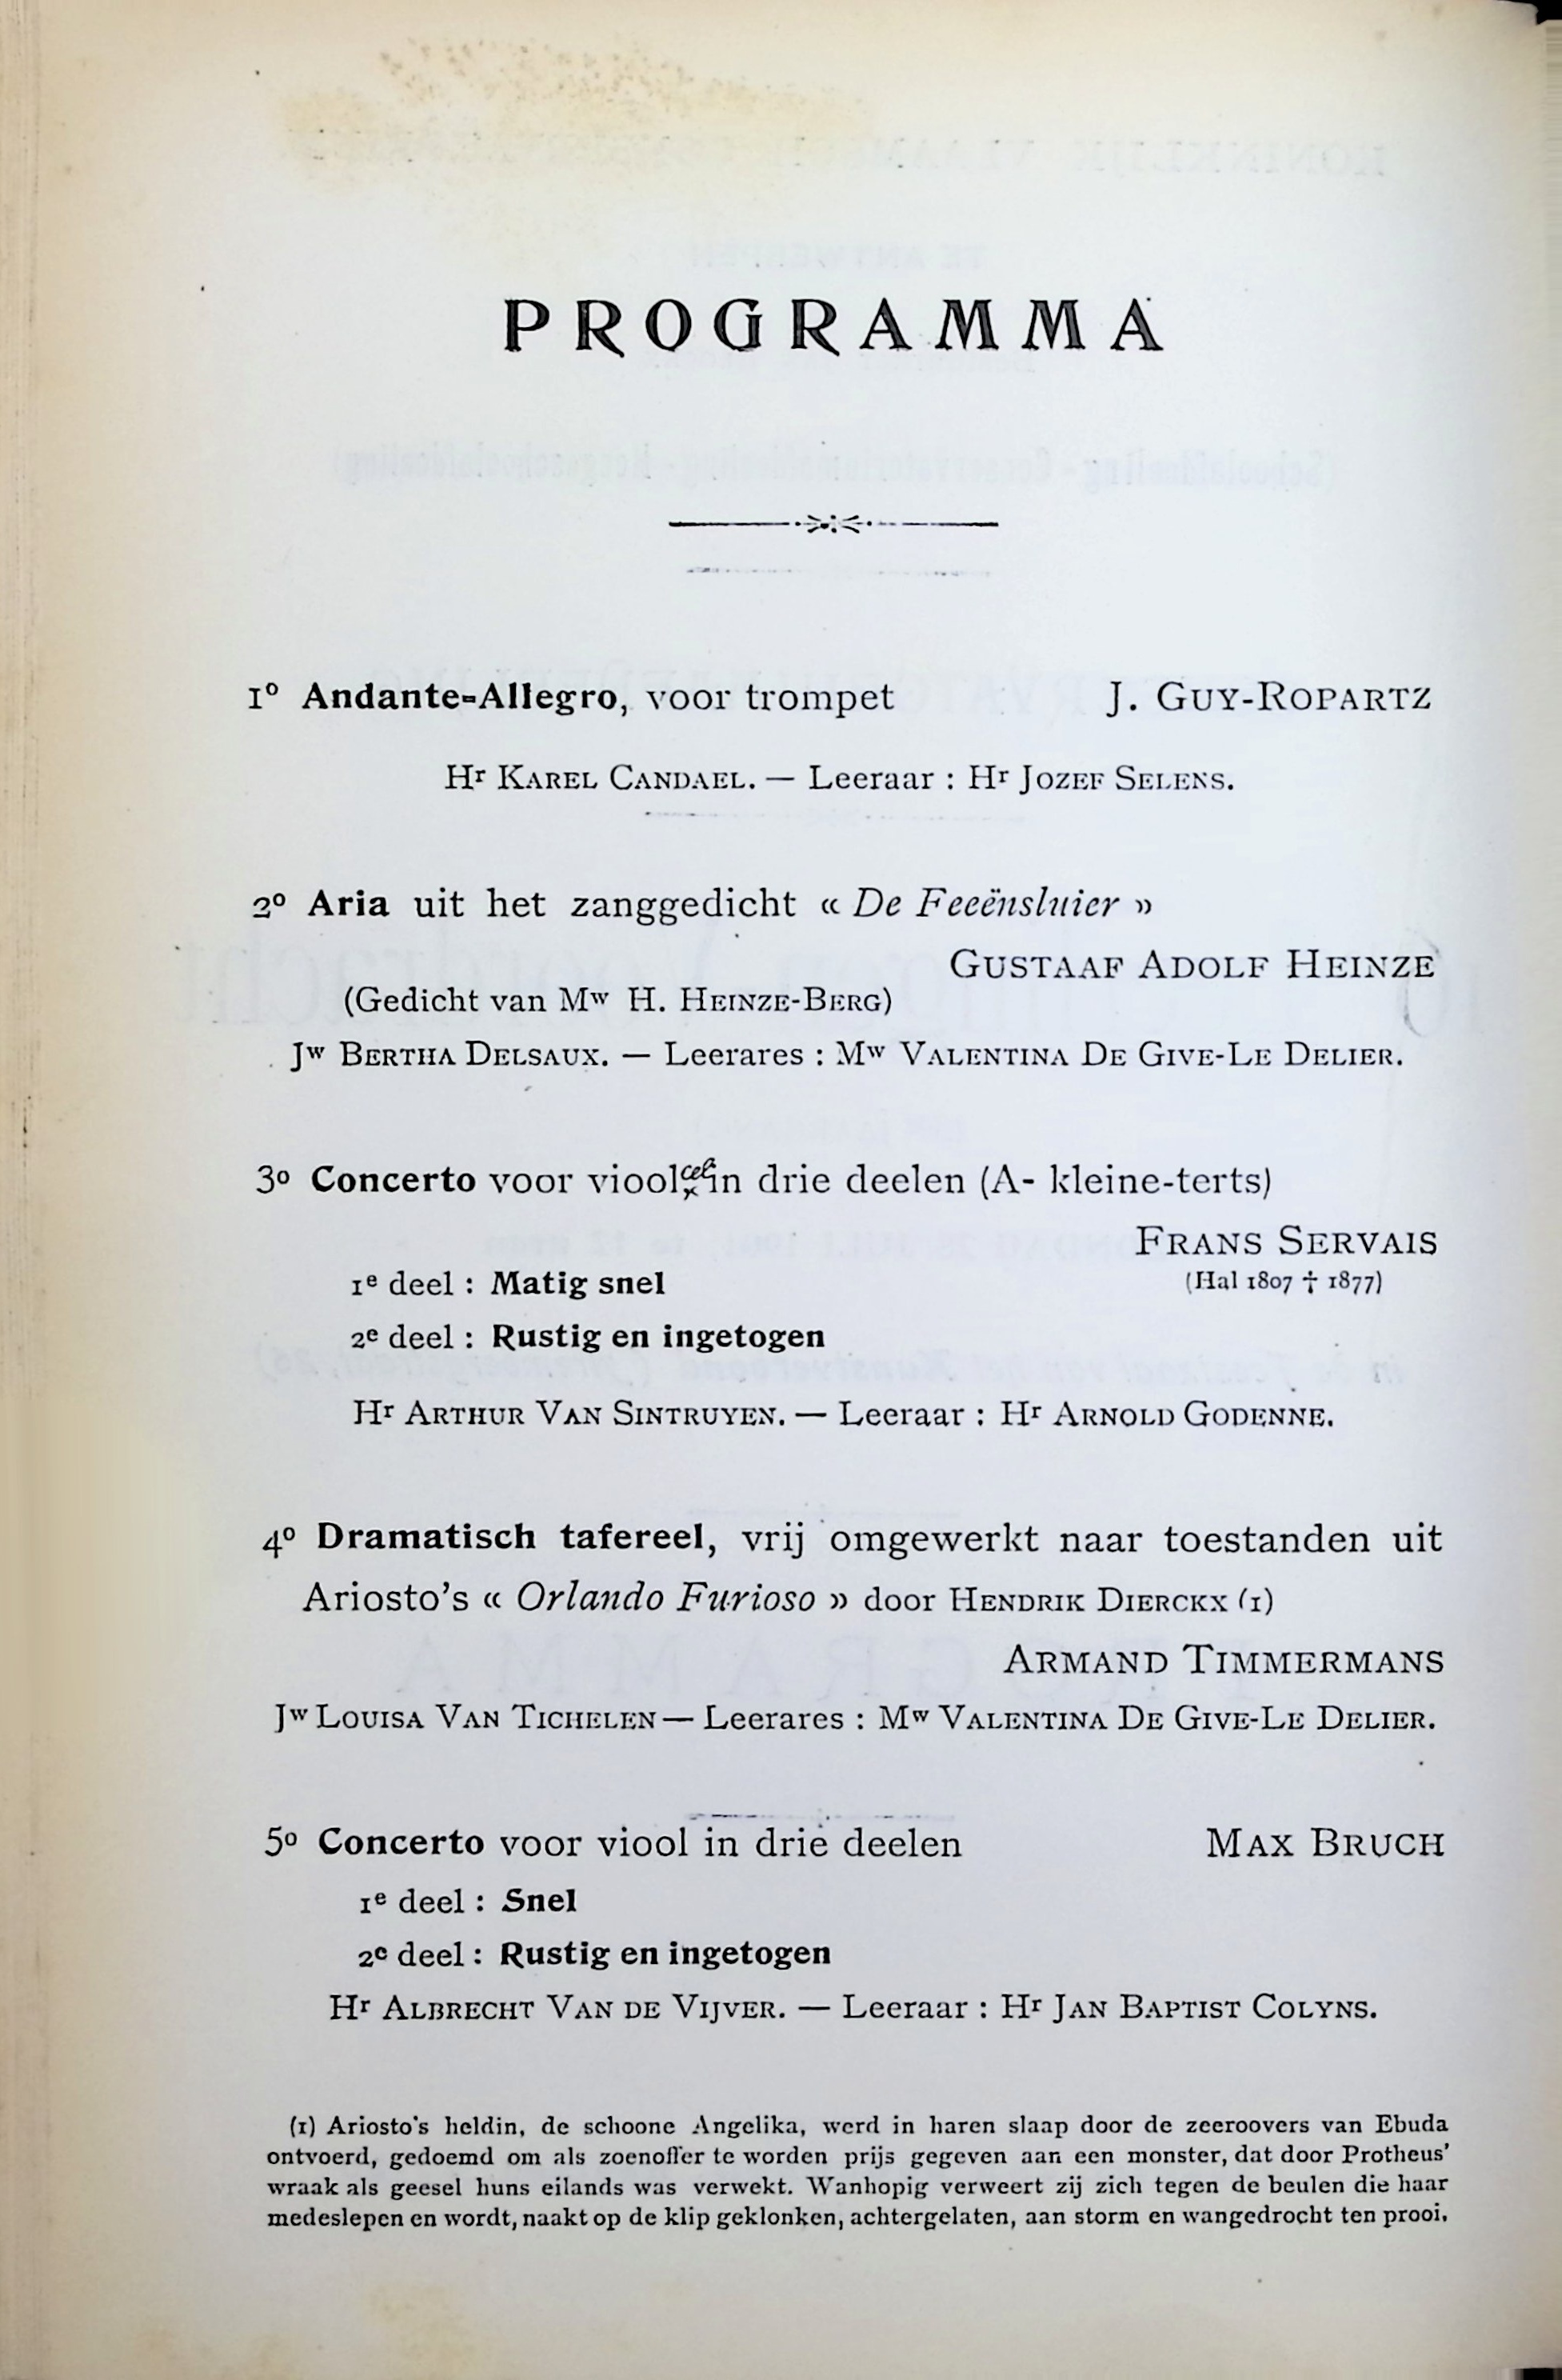 PROGRAMMA
1º Andante-Allegro, voor trompet J. GUY-ROPARTZ
Hr KAREL CANDAEL. — Leeraar : Hr JOZEF SELENS.
2º Aria uit het zanggedicht « De Feeënsluier »
GUSTAAF ADOLF HEINZE
(Gedicht van Mw H. HEINZE-BERG)
Jw BERTHA DELSAUX. — Leerares : Mw VALENTINA DE GIVE-LE DELIER.
3º Concerto voor viool cel in drie deelen (A- kleine-terts)
FRANS SERVAIS
1e deel : Matig snel (Hal 1807 † 1877)
2e deel : Rustig en ingetogen
Hr ARTHUR VAN SINTRUYEN. — Leeraar : Hr ARNOLD GODENNE.
4º Dramatisch tafereel, vrij omgewerkt naar toestanden uit
Ariosto's « Orlando Furioso » door HENDRIK DIERCKX (1)
ARMAND TIMMERMANS
Jw LOUISA VAN TICHELEN — Leerares : Mw VALENTINA DE GIVE-LE DELIER.
5º Concerto voor viool in drie deelen MAX BRUCH
1e deel : Snel
2e deel : Rustig en ingetogen
Hr ALBRECHT VAN DE VIJVER. — Leeraar : Hr JAN BAPTIST COLYNS.
(1) Ariosto's heldin, de schoone Angelika, werd in haren slaap door de zeeroovers van Ebuda
ontvoerd, gedoemd om als zoenoffer te worden prijs gegeven aan een monster, dat door Protheus'
wraak als geesel huns eilands was verwekt. Wanhopig verweert zij zich tegen de beulen die haar
medeslepen en wordt, naakt op de klip geklonken, achtergelaten, aan storm en wangedrocht ten prooi.